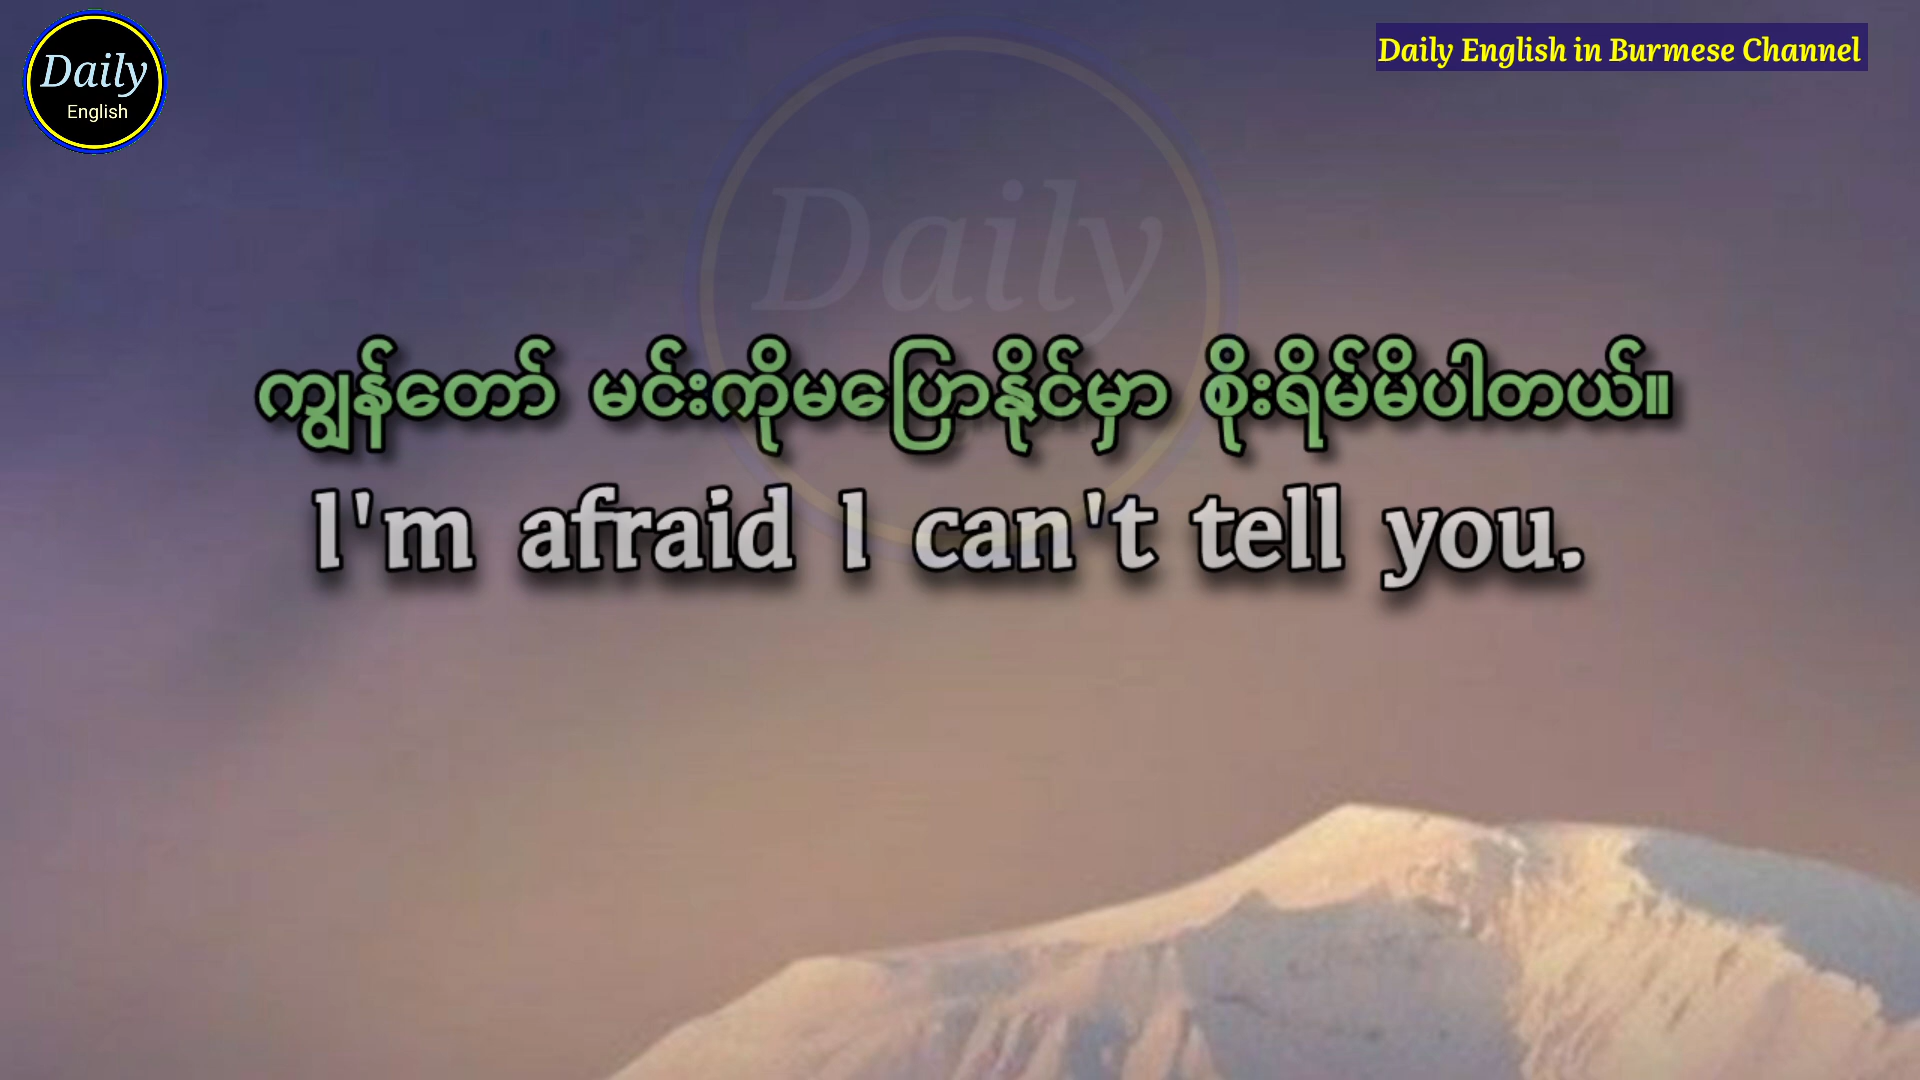 Daily
English
Daily English in Burmese Channel
Daily
ကျွန်တော် မင်းကိုမပြောနိုင်မှာ စိုးရိမ်မိပါတယ်။
I'm afraid I can't tell you.